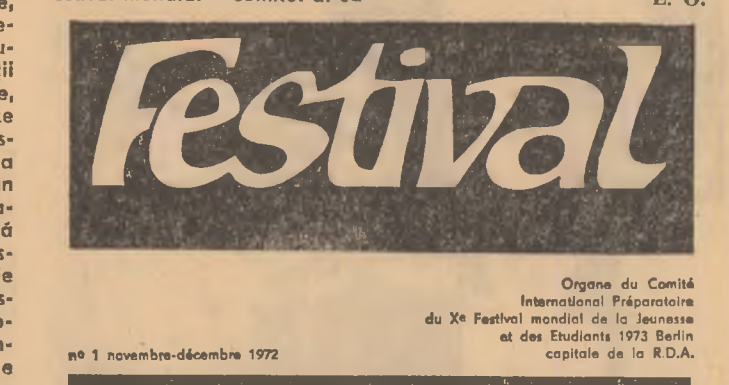 E. O.
Festival
Organe du Comité
International Préparatoire
du Xe Festival mondial de la Jeunesse
et des Etudiants 1973 Berlin
capitale de la R.D.A.
nº 1 novembre-décembre 1972